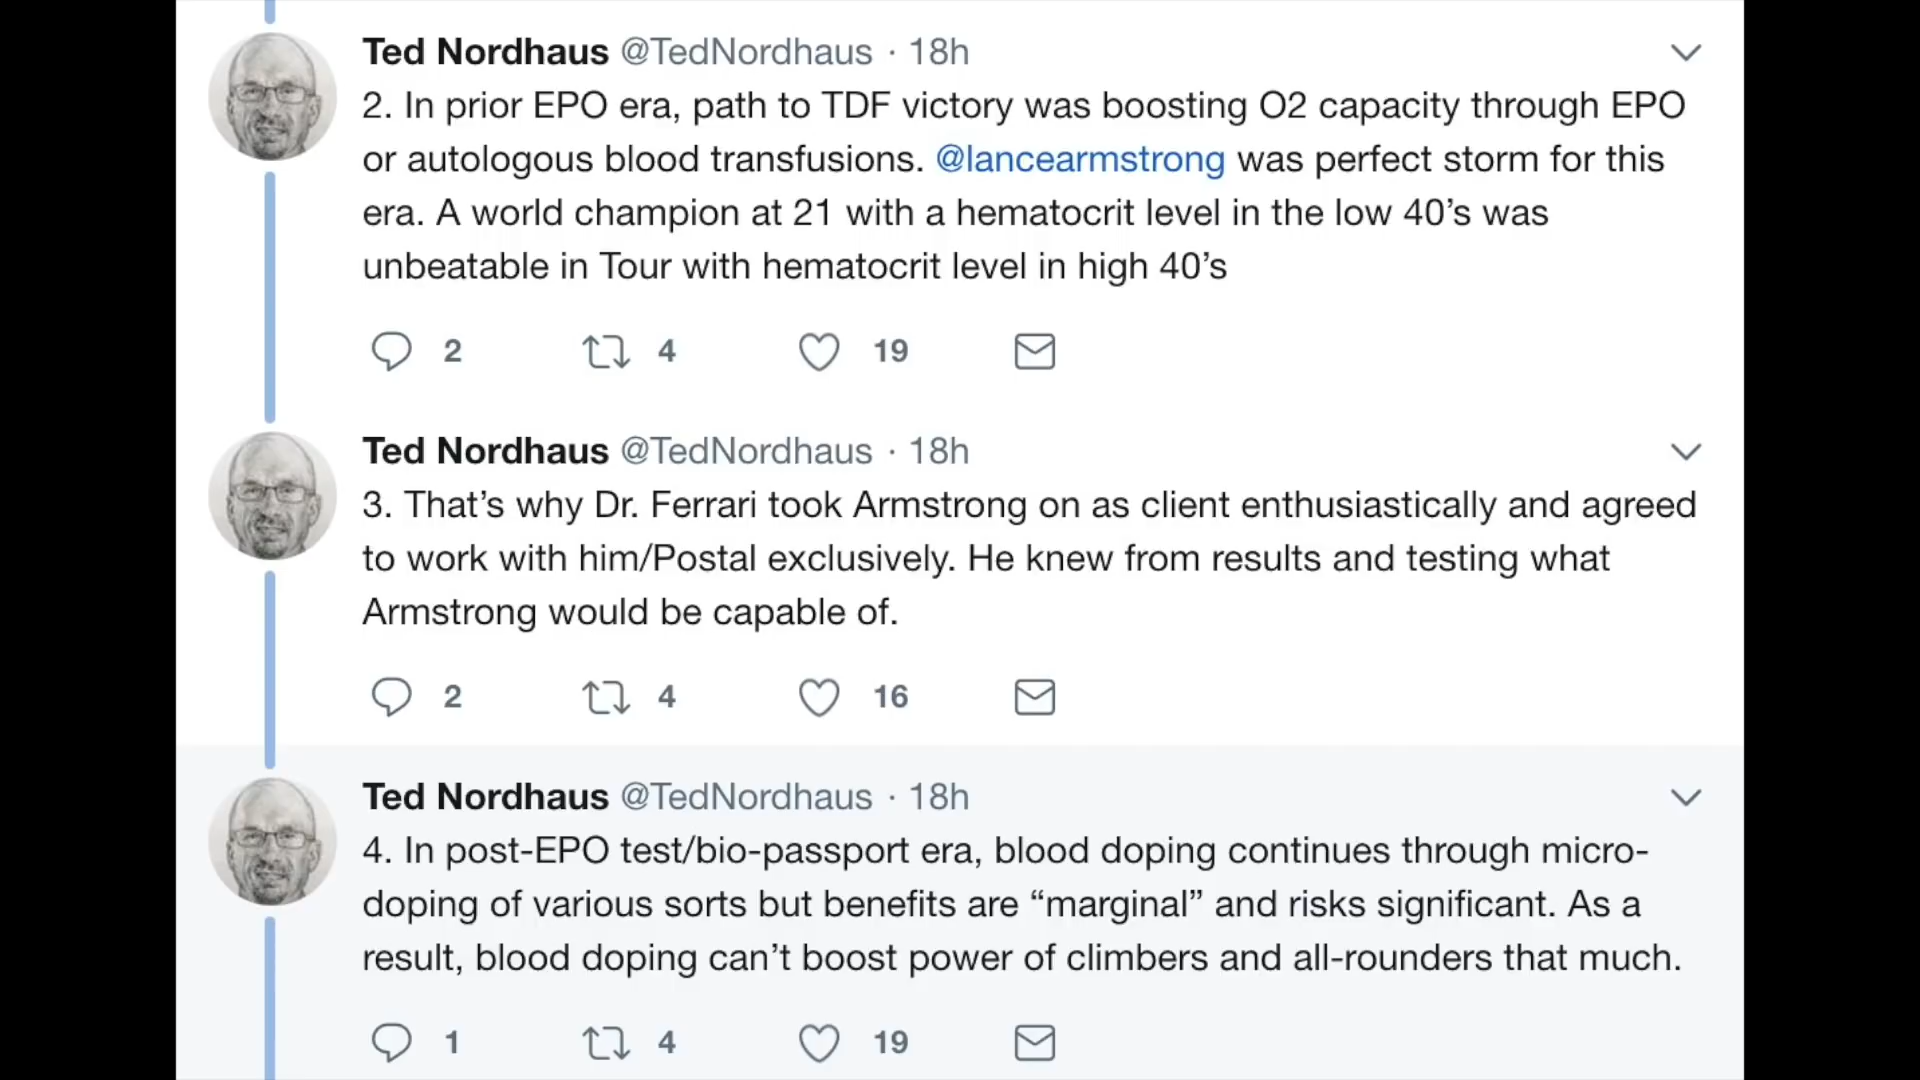 Ted Nordhaus @TedNordhaus · 18h
2. In prior EPO era, path to TDF victory was boosting O2 capacity through EPO
or autologous blood transfusions. @lancearmstrong was perfect storm for this
era. A world champion at 21 with a hematocrit level in the low 40’s was
unbeatable in Tour with hematocrit level in high 40’s
2 4 19
Ted Nordhaus @TedNordhaus · 18h
3. That’s why Dr. Ferrari took Armstrong on as client enthusiastically and agreed
to work with him/Postal exclusively. He knew from results and testing what
Armstrong would be capable of.
2 4 16
Ted Nordhaus @TedNordhaus · 18h
4. In post-EPO test/bio-passport era, blood doping continues through micro-
doping of various sorts but benefits are “marginal” and risks significant. As a
result, blood doping can’t boost power of climbers and all-rounders that much.
1 4 19